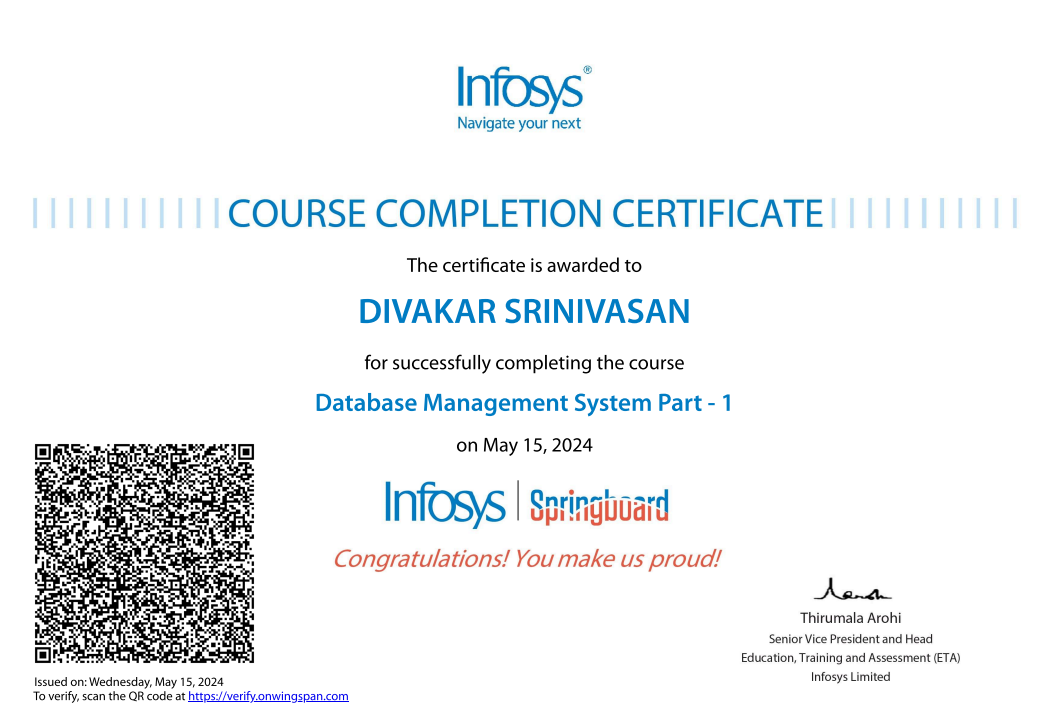 Infosys®
Navigate your next
COURSE COMPLETION CERTIFICATE
The certificate is awarded to
DIVAKAR SRINIVASAN
for successfully completing the course
Database Management System Part - 1
on May 15, 2024
Infosys | Springboard
Congratulations! You make us proud!
Thirumala Arohi
Senior Vice President and Head
Education, Training and Assessment (ETA)
Infosys Limited
Issued on: Wednesday, May 15, 2024
To verify, scan the QR code at https://verify.onwingspan.com